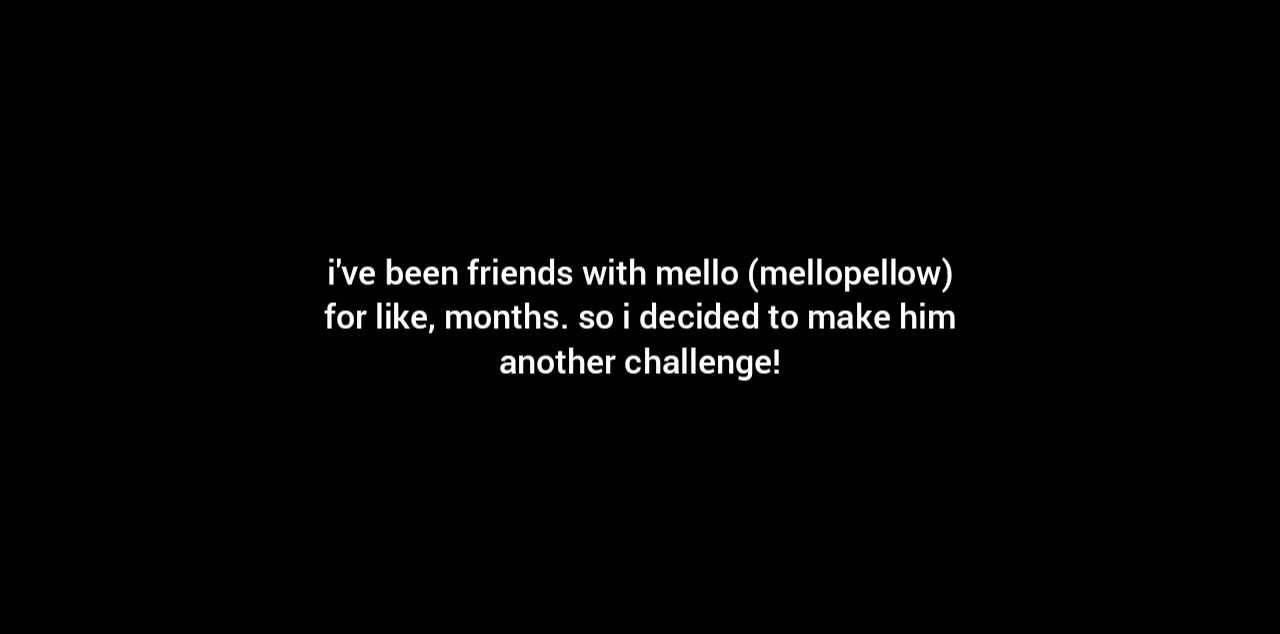 i've been friends with mello (mellopellow)
for like, months. so i decided to make him
another challenge!